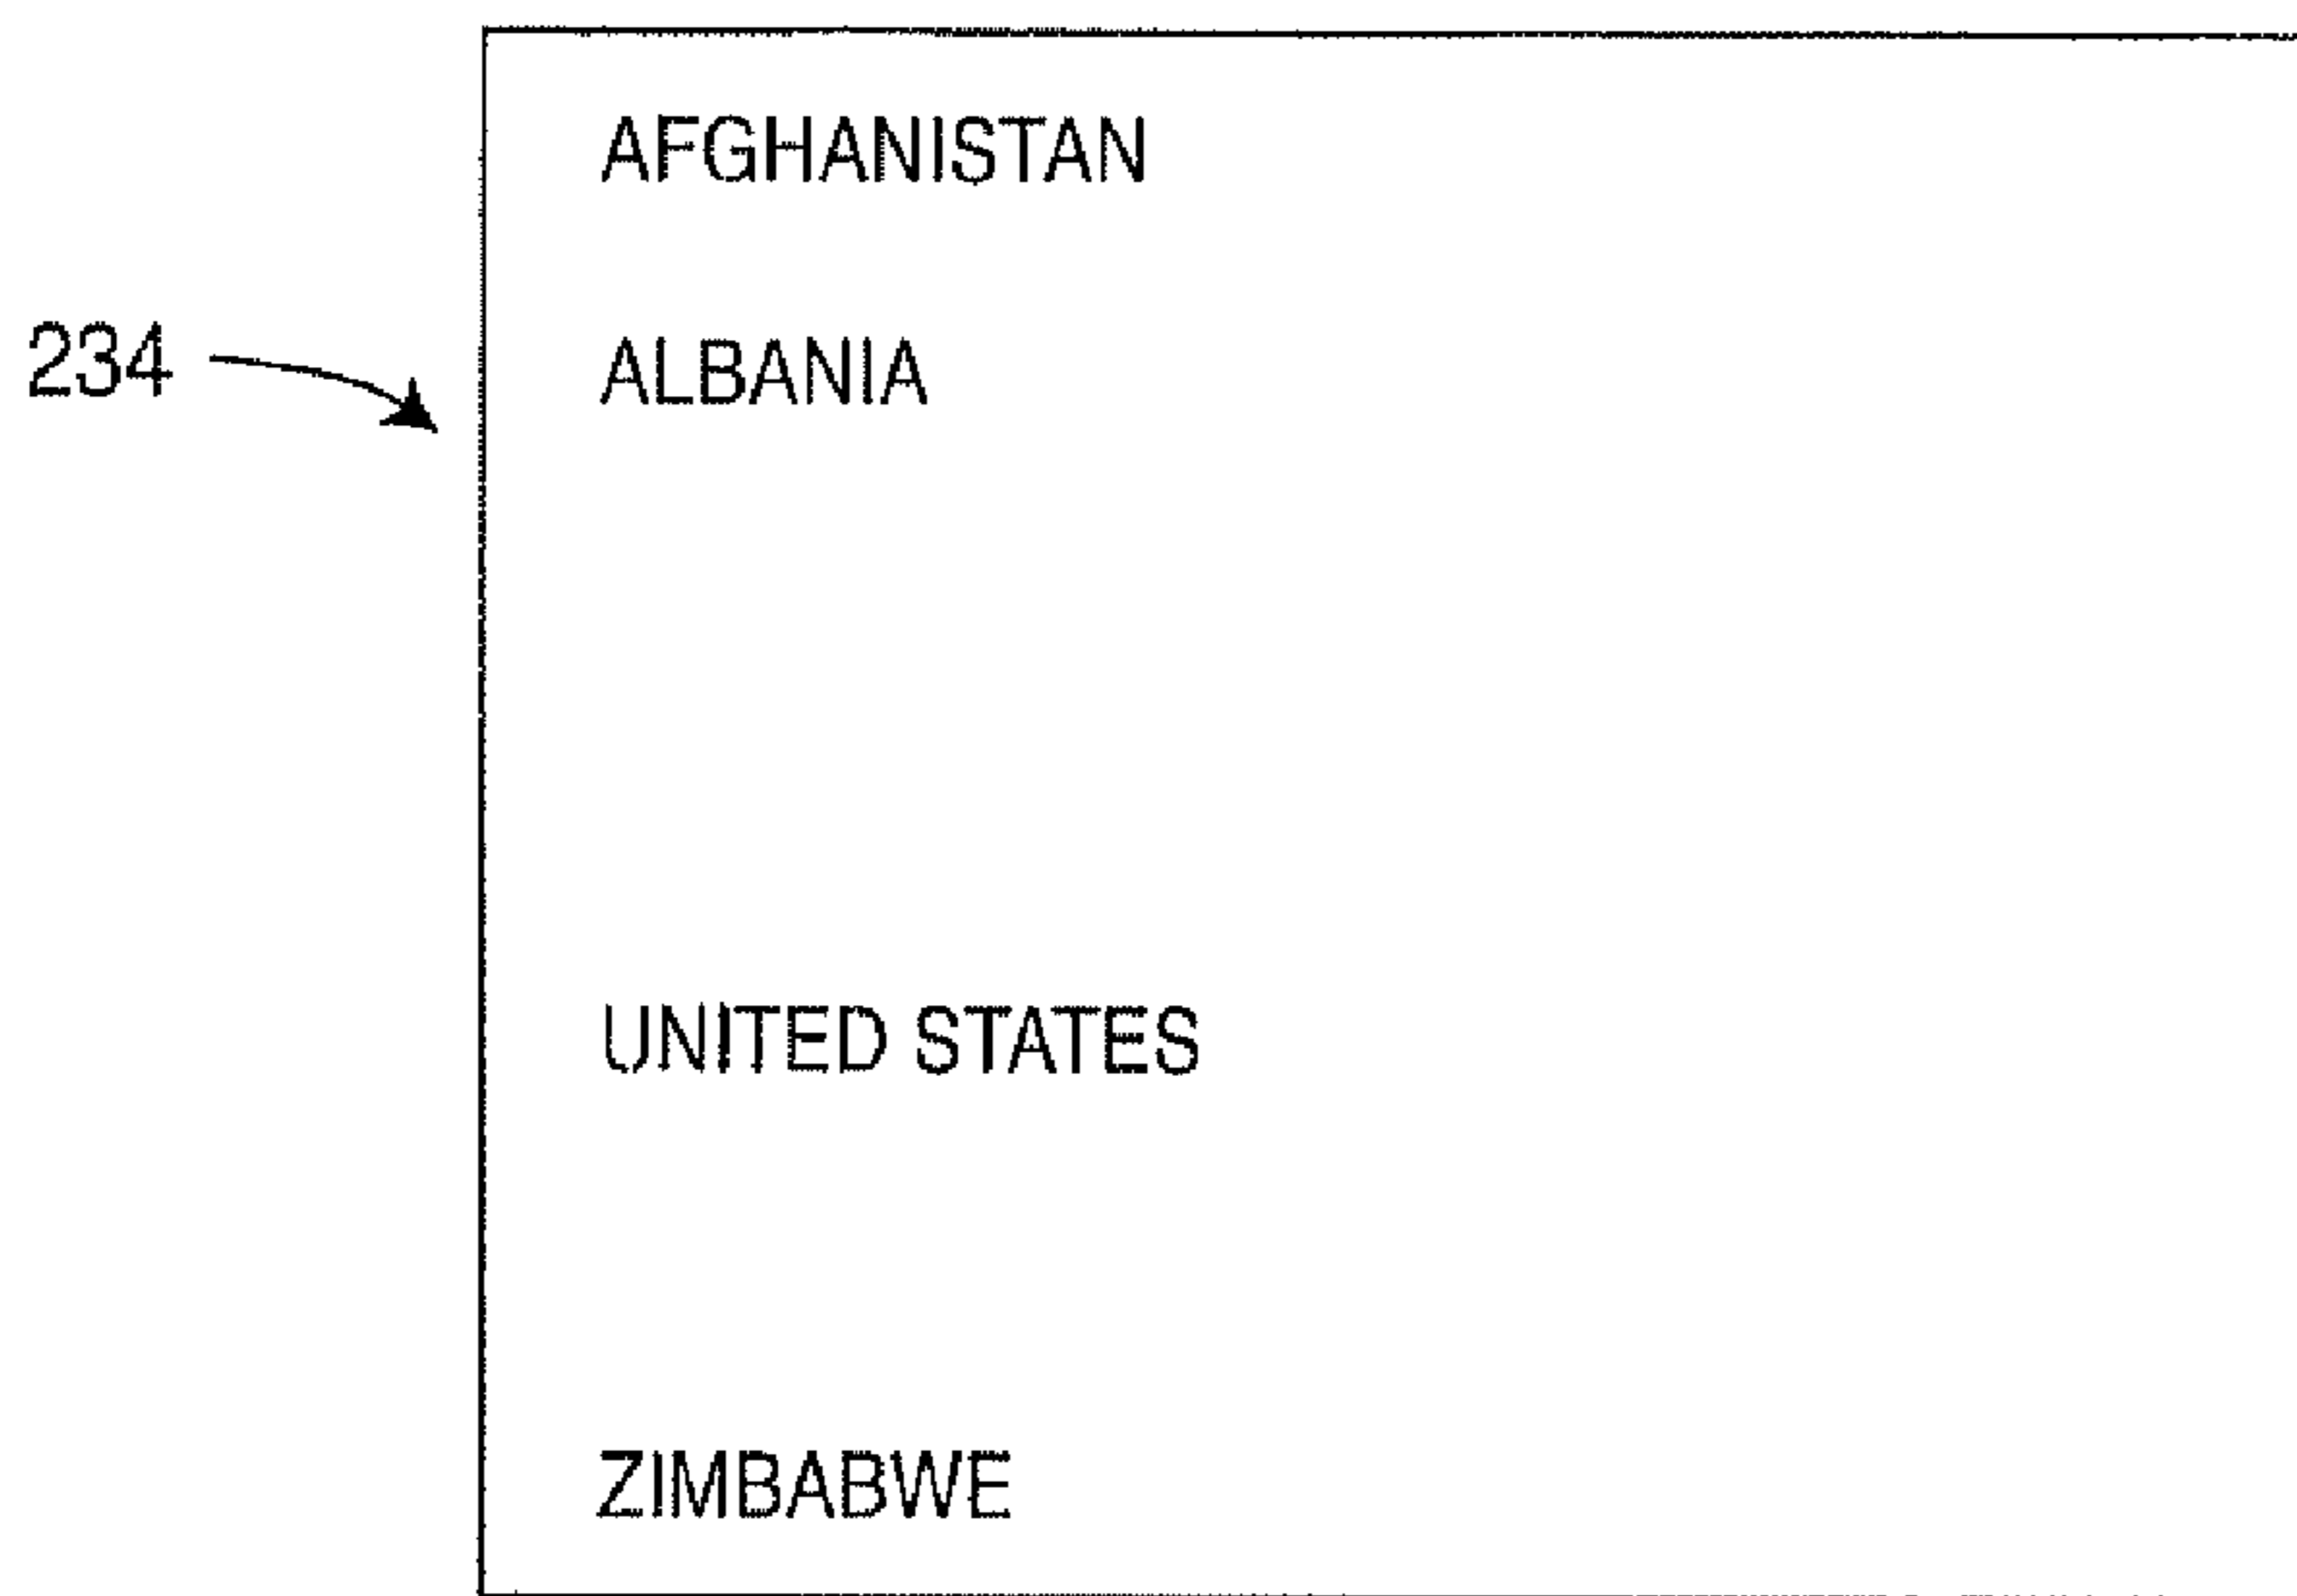 AFGHANISTAN
234
ALBANIA
UNITED STATES
ZIMBABWE